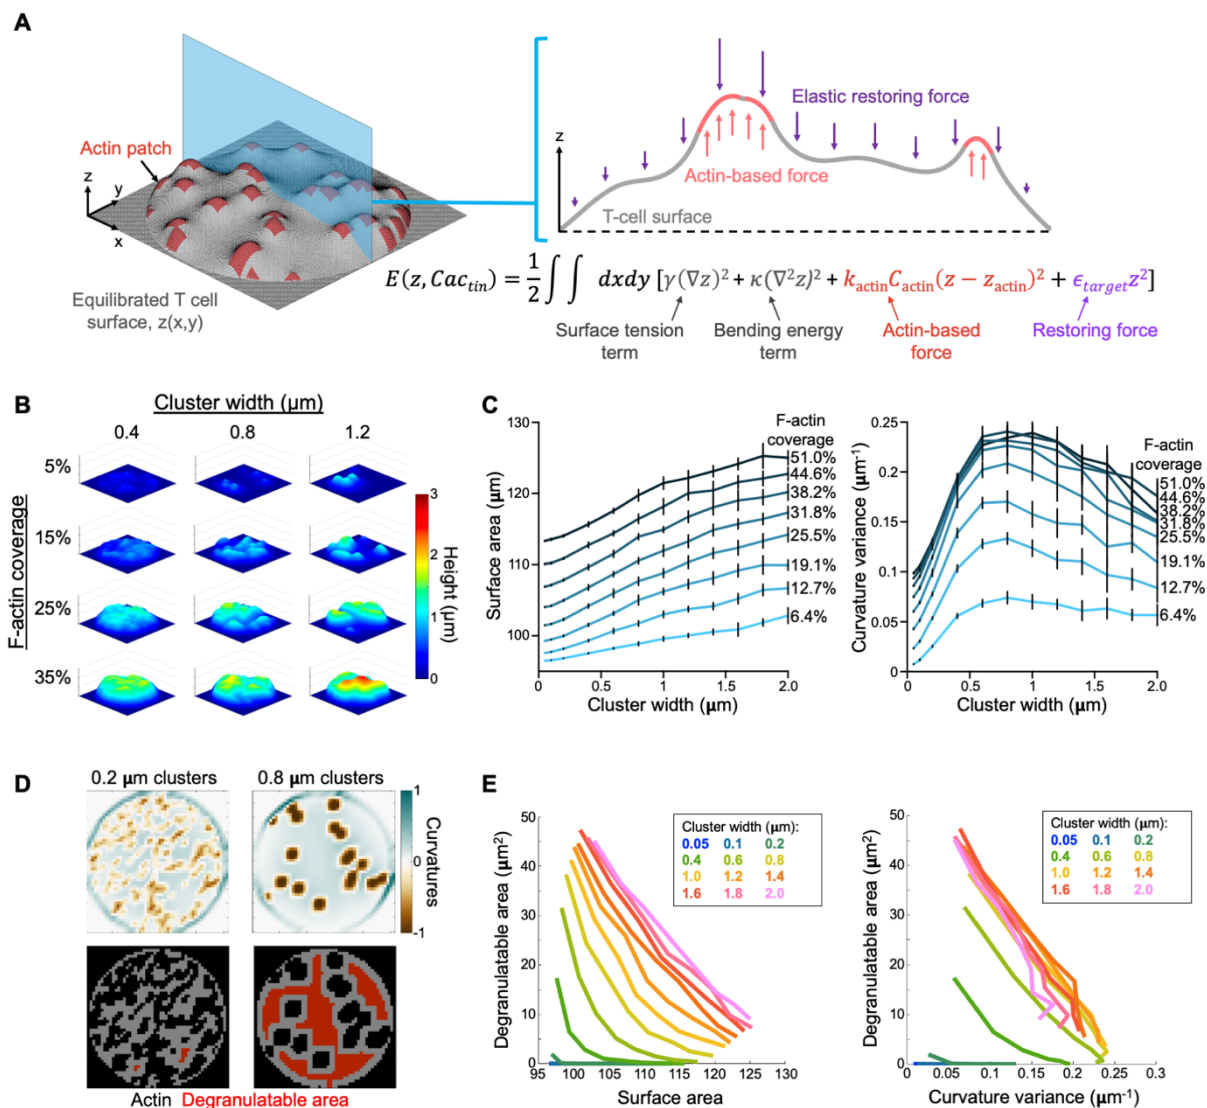 A
Actin patch
z
y
x
Equilibrated T cell
surface, z(x,y)
z
Elastic restoring force
Actin-based force
T-cell surface
E(z, Cac_tin) = 1/2 ∫∫ dxdy [γ(∇z)² + κ(∇²z)² + k_actin C_actin (z − z_actin)² + ϵ_target z²]
Surface tension
term
Bending energy
term
Actin-based
force
Restoring force
B
Cluster width (µm)
0.4 0.8 1.2
F-actin coverage
5%
15%
25%
35%
Height (µm)
3
2
1
0
C
Surface area (µm)
130
120
110
100
0 0.5 1.0 1.5 2.0
Cluster width (µm)
F-actin
coverage
51.0%
44.6%
38.2%
31.8%
25.5%
19.1%
12.7%
6.4%
Curvature variance (µm⁻¹)
0.25
0.2
0.15
0.1
0.05
0
0 0.5 1.0 1.5 2.0
Cluster width (µm)
F-actin
coverage
51.0%
44.6%
38.2%
31.8%
25.5%
19.1%
12.7%
6.4%
D
0.2 µm clusters
0.8 µm clusters
Curvatures
1
0
-1
Actin Degranulatable area
E
Degranulatable area (µm²)
50
40
30
20
10
0
95 100 105 110 115 120 125 130
Surface area
Cluster width (µm):
0.05 0.1 0.2
0.4 0.6 0.8
1.0 1.2 1.4
1.6 1.8 2.0
Degranulatable area (µm²)
50
40
30
20
10
0
0 0.05 0.1 0.15 0.2 0.25 0.3
Curvature variance (µm⁻¹)
Cluster width (µm):
0.05 0.1 0.2
0.4 0.6 0.8
1.0 1.2 1.4
1.6 1.8 2.0